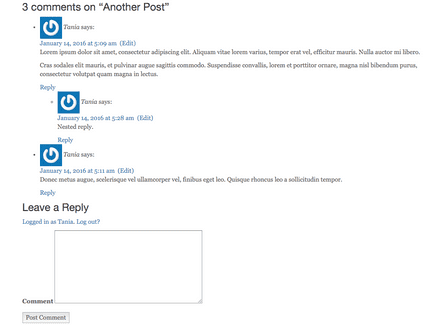 3 comments on “Another Post”
Tania says:
January 14, 2016 at 5:09 am (Edit)
Lorem ipsum dolor sit amet, consectetur adipiscing elit. Aliquam vitae lorem varius, tempor erat vel, efficitur mauris. Nulla auctor mi libero.
Cras sodales elit mauris, et pulvinar augue sagittis commodo. Suspendisse convallis, lorem et porttitor ornare, magna nisl bibendum purus,
consectetur volutpat quam magna in lectus.
Reply
Tania says:
January 14, 2016 at 5:28 am (Edit)
Nested reply.
Reply
Tania says:
January 14, 2016 at 5:11 am (Edit)
Donec metus augue, scelerisque vel ullamcorper vel, finibus eget leo. Quisque rhoncus leo a sollicitudin tempor.
Reply
Leave a Reply
Logged in as Tania. Log out?
Comment
Post Comment